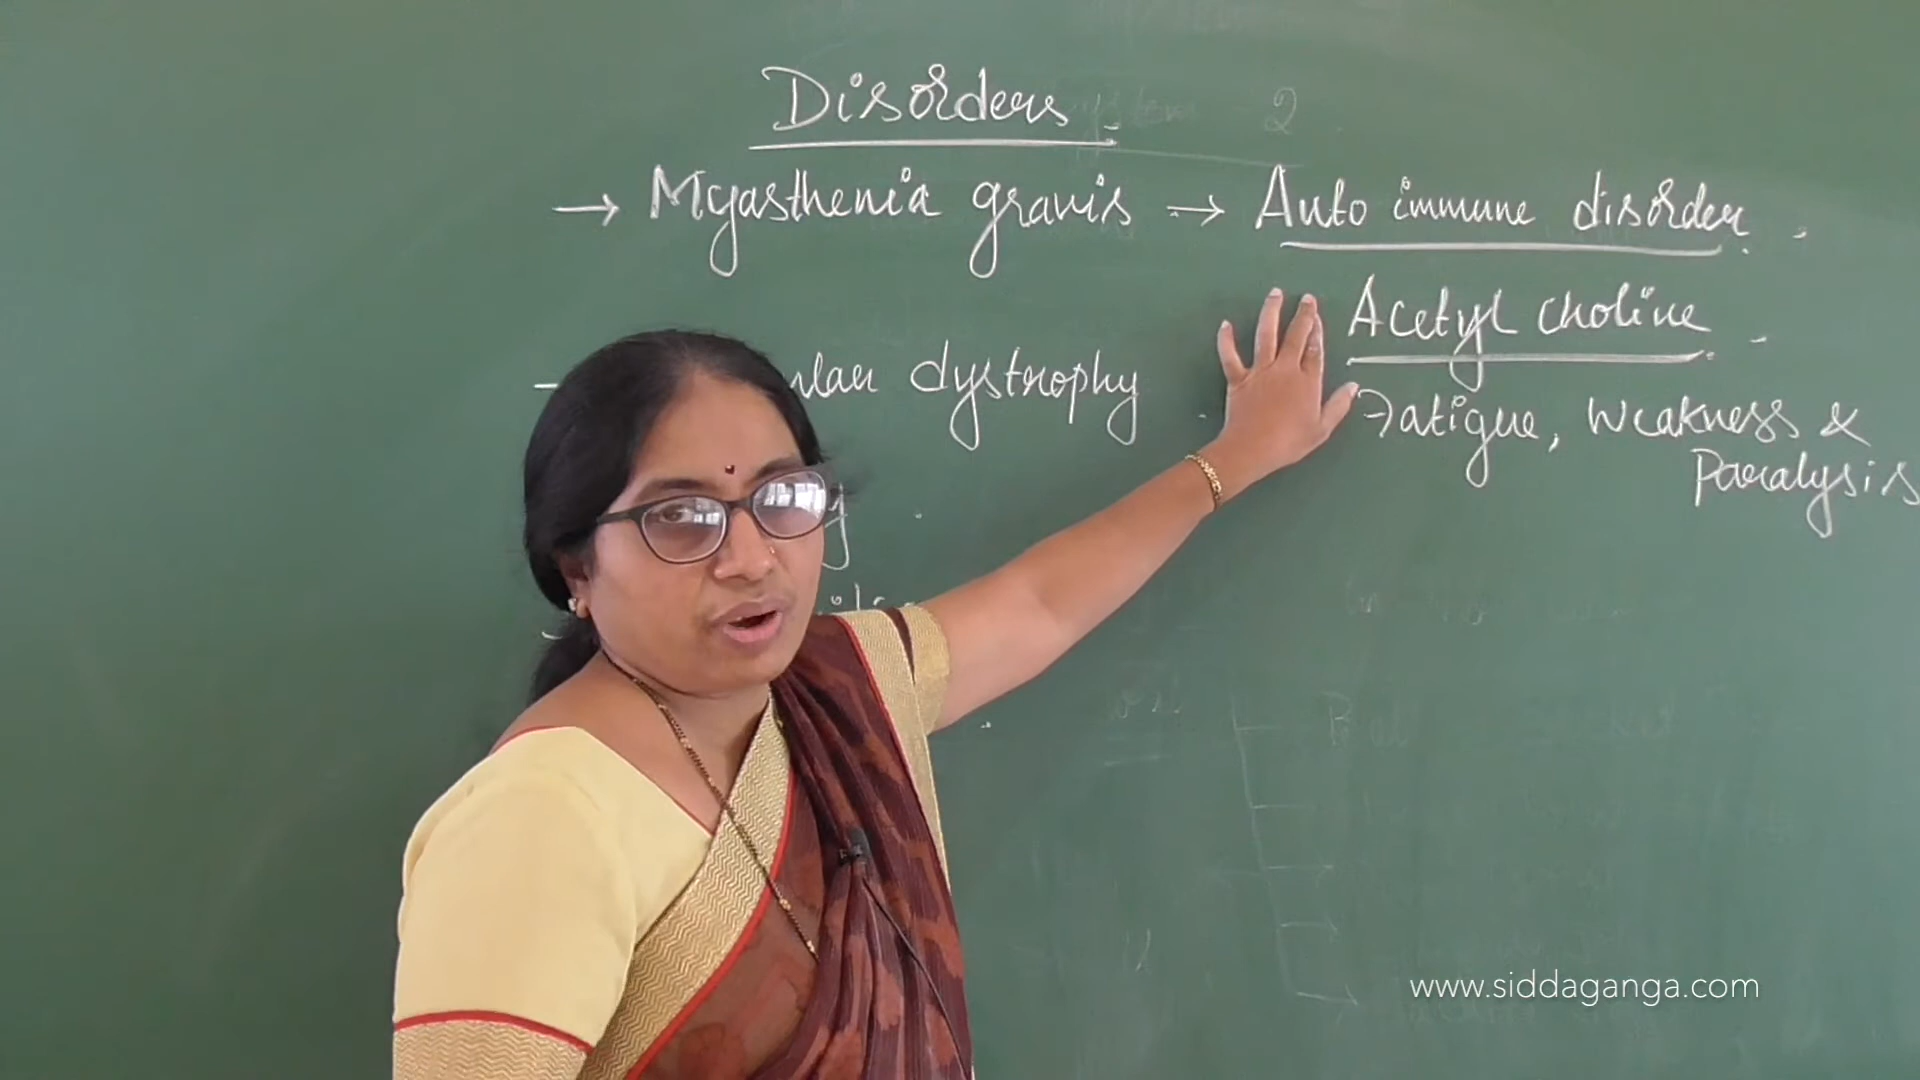 Disorders
→ Myasthenia gravis → Auto immune disorder.
Acetyl choline
dystrophy
Fatigue, Weakness &
Paralysis
www.siddaganga.com